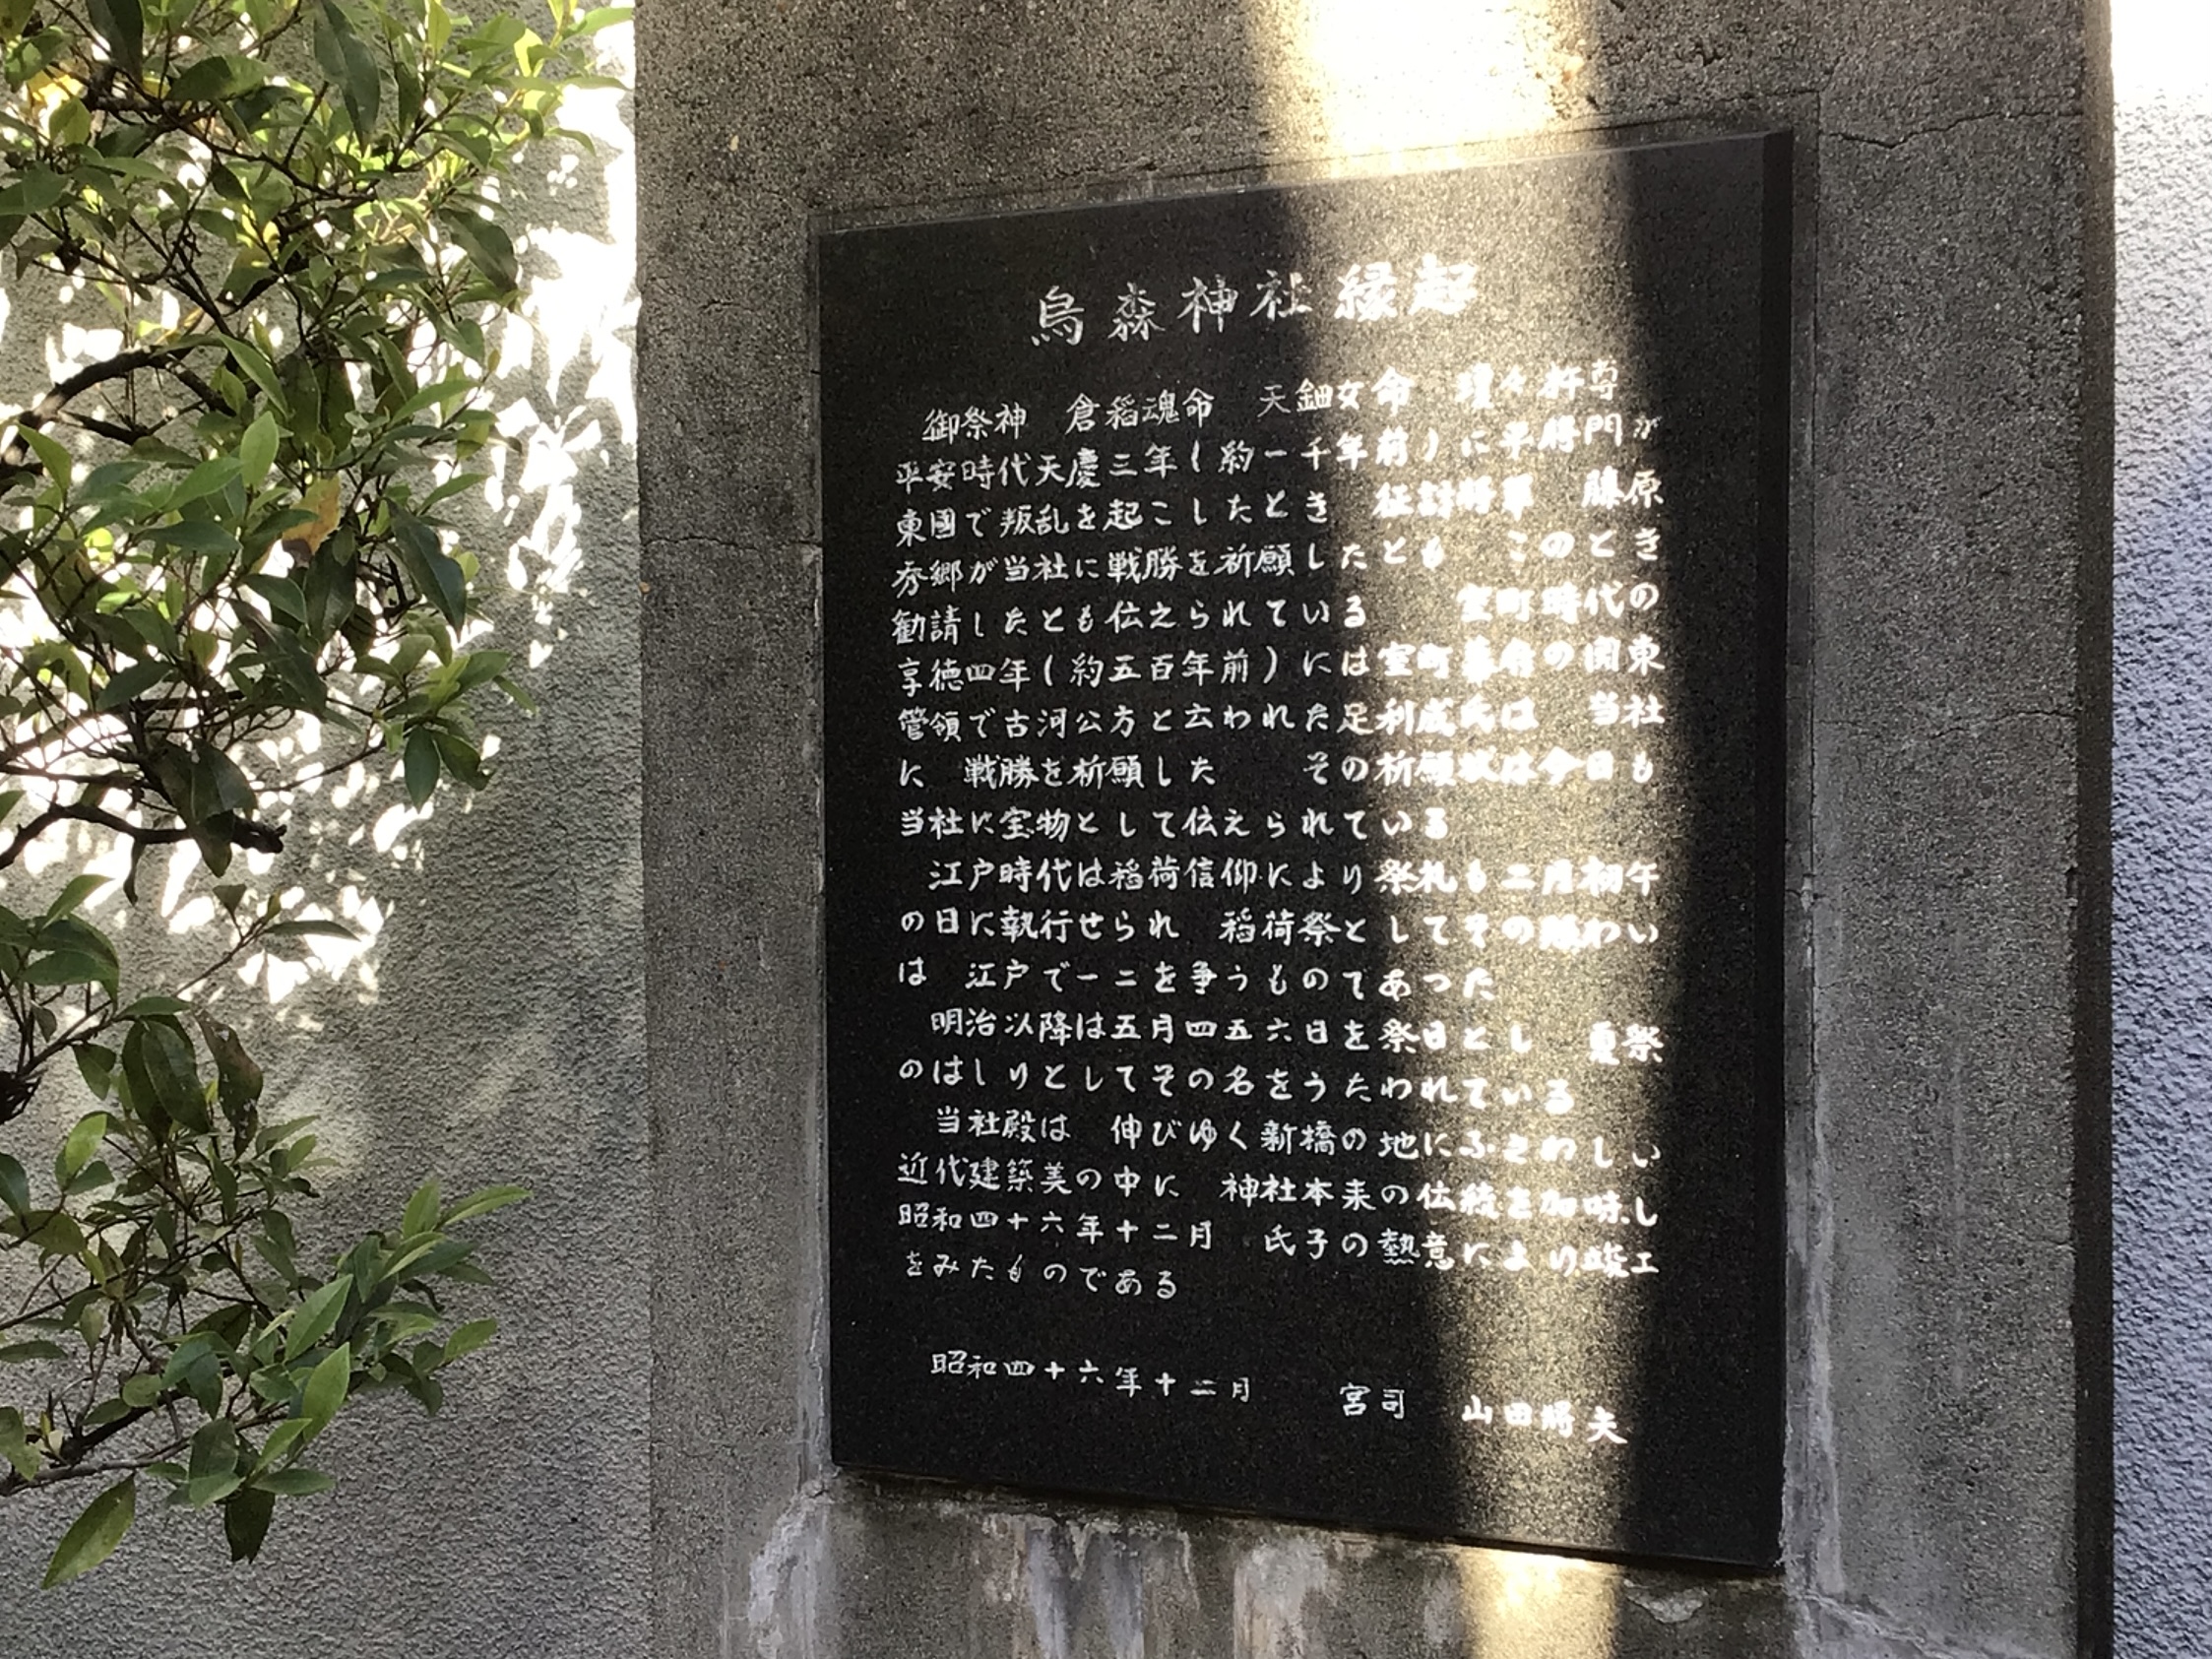 烏森神社縁起
御祭神　倉稲魂命　天鈿女命　瓊々杵尊
平安時代天慶三年(約一千年前)に平将門が
東國で叛乱を起こしたとき　征討将軍　藤原
秀郷が当社に戦勝を祈願したとも　このとき
勧請したとも伝えられている　　室町時代の
享徳四年(約五百年前)には室町幕府の関東
管領で古河公方と云われた足利成氏は　当社
に　戦勝を祈願した　　その祈願状は今日も
当社に宝物として伝えられている
江戸時代は稲荷信仰により祭礼も二月初午
の日に執行せられ　稲荷祭としてその賑わい
は　江戸で一二を争うものてあつた
明治以降は五月四五六日を祭日とし　夏祭
のはしりとしてその名をうたわれている
当社殿は　伸びゆく新橋の地にふさわしい
近代建築美の中に　神社本来の伝統を加味し
昭和四十六年十二月　氏子の熱意により竣工
をみたものである
昭和四十六年十二月　　宮司　山田勝夫